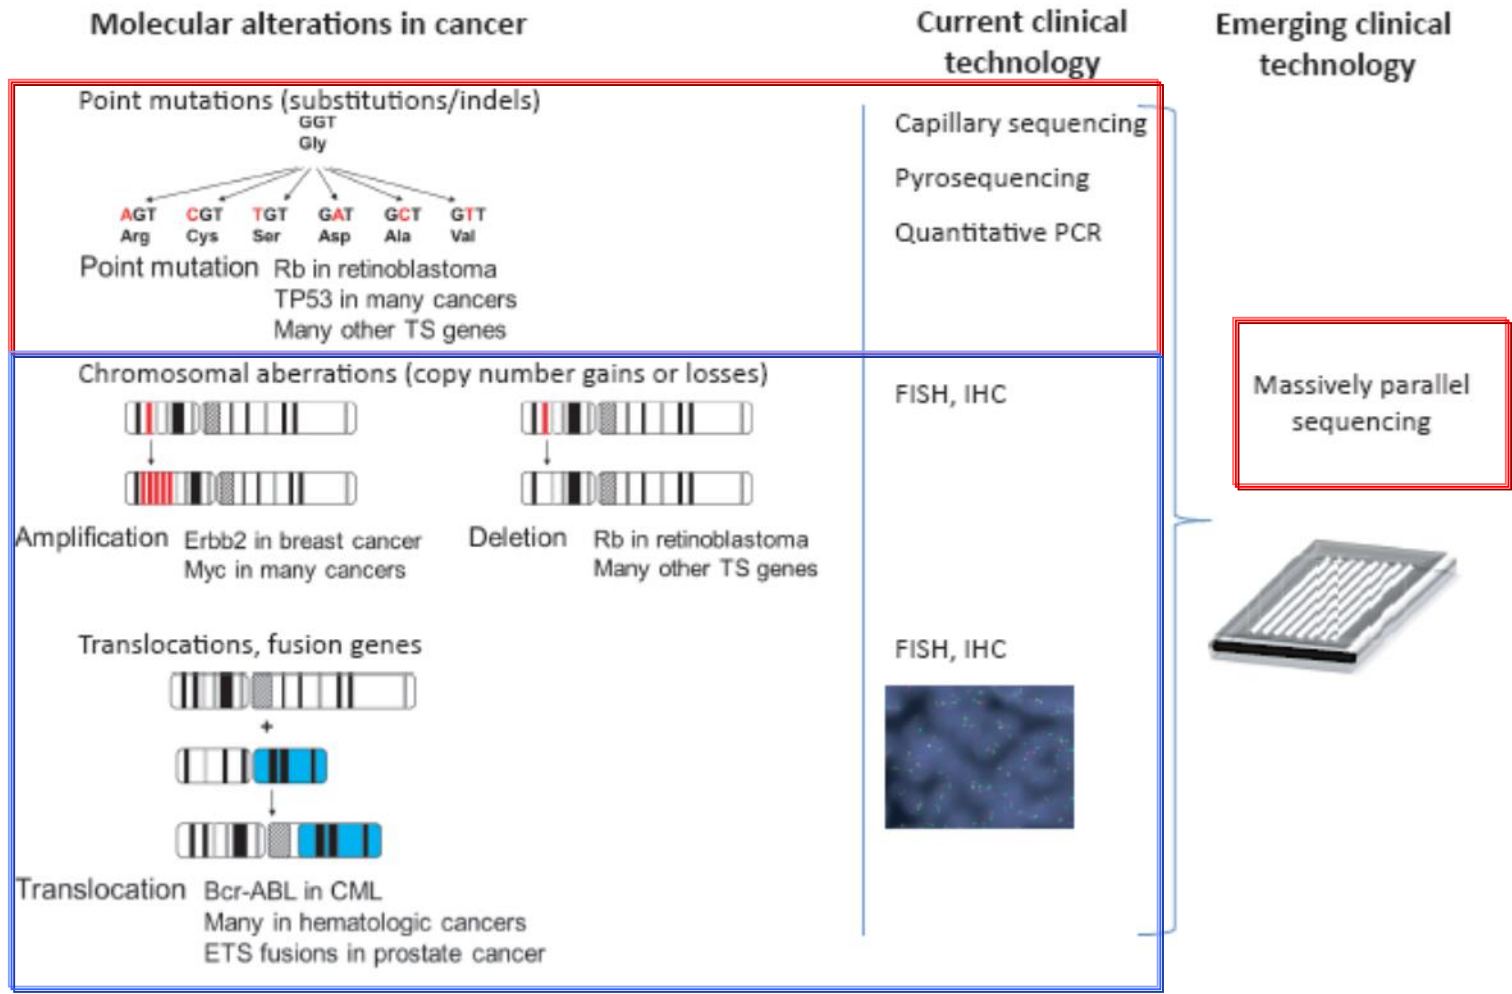 Molecular alterations in cancer
Current clinical
technology
Emerging clinical
technology
Point mutations (substitutions/indels)
GGT
Gly
AGT CGT TGT GAT GCT GTT
Arg Cys Ser Asp Ala Val
Point mutation Rb in retinoblastoma
TP53 in many cancers
Many other TS genes
Capillary sequencing
Pyrosequencing
Quantitative PCR
Chromosomal aberrations (copy number gains or losses)
FISH, IHC
Amplification Erbb2 in breast cancer
Myc in many cancers
Deletion Rb in retinoblastoma
Many other TS genes
Translocations, fusion genes
FISH, IHC
+
Translocation Bcr-ABL in CML
Many in hematologic cancers
ETS fusions in prostate cancer
Massively parallel
sequencing